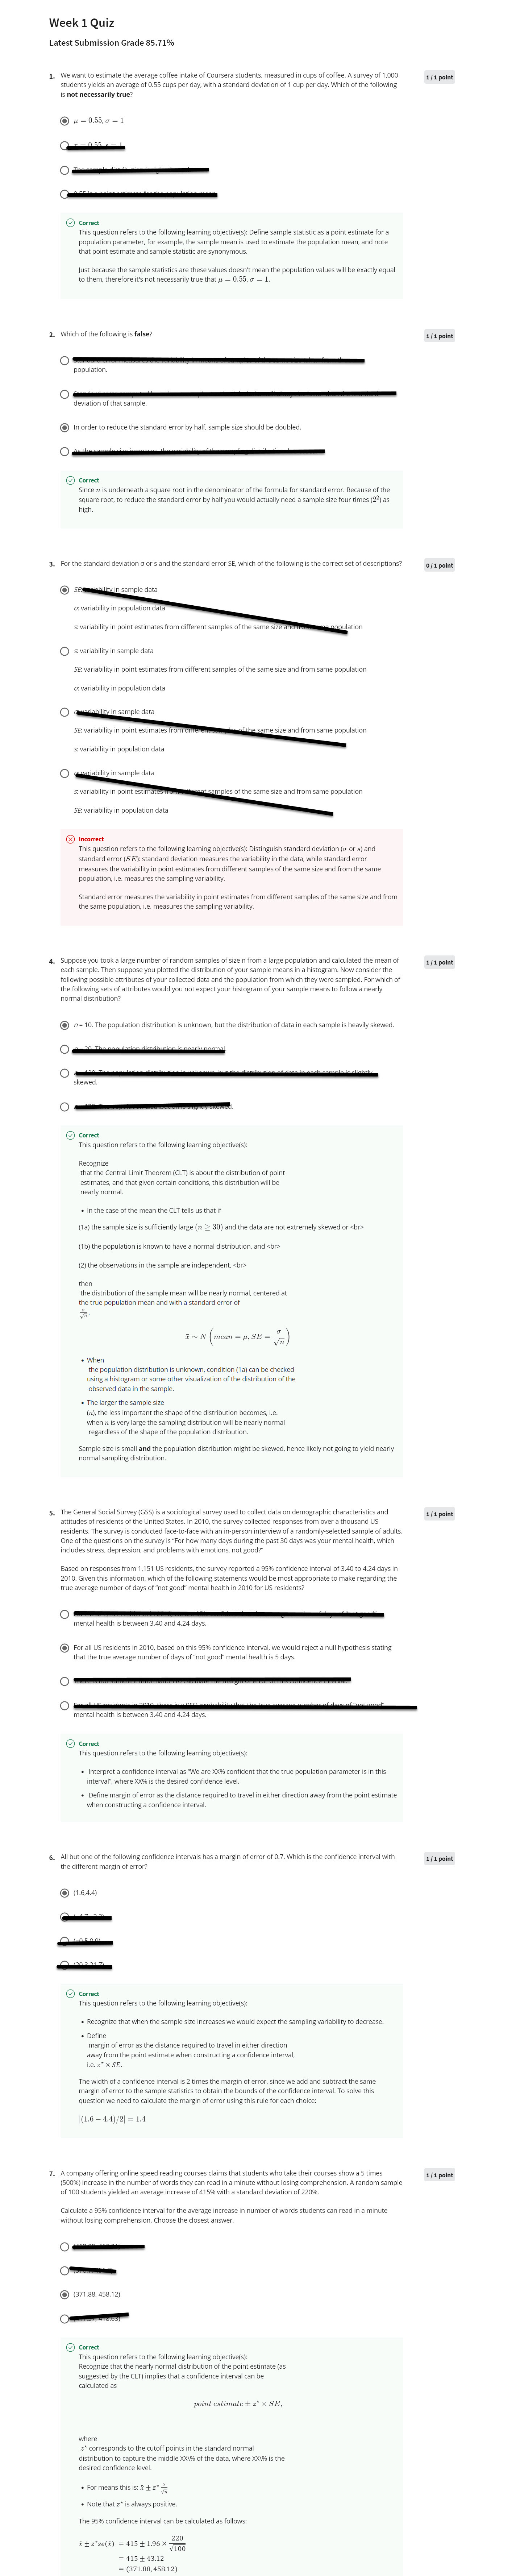 Week 1 Quiz
Latest Submission Grade 85.71%
1. We want to estimate the average coffee intake of Coursera students, measured in cups of coffee. A survey of 1,000
students yields an average of 0.55 cups per day, with a standard deviation of 1 cup per day. Which of the following
is not necessarily true?
1 / 1 point
μ = 0.55, σ = 1
Correct
This question refers to the following learning objective(s): Define sample statistic as a point estimate for a
population parameter, for example, the sample mean is used to estimate the population mean, and note
that point estimate and sample statistic are synonymous.
Just because the sample statistics are these values doesn't mean the population values will be exactly equal
to them, therefore it's not necessarily true that μ = 0.55, σ = 1.
2. Which of the following is false?
1 / 1 point
population.
deviation of that sample.
In order to reduce the standard error by half, sample size should be doubled.
Correct
Since n is underneath a square root in the denominator of the formula for standard error. Because of the
square root, to reduce the standard error by half you would actually need a sample size four times (2²) as
high.
3. For the standard deviation σ or s and the standard error SE, which of the following is the correct set of descriptions?
0 / 1 point
SE: variability in sample data
σ: variability in population data
s: variability in point estimates from different samples of the same size and from same population
s: variability in sample data
SE: variability in point estimates from different samples of the same size and from same population
σ: variability in population data
σ: variability in sample data
SE: variability in point estimates from different samples of the same size and from same population
s: variability in population data
σ: variability in sample data
s: variability in point estimates from different samples of the same size and from same population
SE: variability in population data
Incorrect
This question refers to the following learning objective(s): Distinguish standard deviation (σ or s) and
standard error (SE): standard deviation measures the variability in the data, while standard error
measures the variability in point estimates from different samples of the same size and from the same
population, i.e. measures the sampling variability.
Standard error measures the variability in point estimates from different samples of the same size and from
the same population, i.e. measures the sampling variability.
4. Suppose you took a large number of random samples of size n from a large population and calculated the mean of
each sample. Then suppose you plotted the distribution of your sample means in a histogram. Now consider the
following possible attributes of your collected data and the population from which they were sampled. For which of
the following sets of attributes would you not expect your histogram of your sample means to follow a nearly
normal distribution?
1 / 1 point
n = 10. The population distribution is unknown, but the distribution of data in each sample is heavily skewed.
skewed.
Correct
This question refers to the following learning objective(s):
Recognize
that the Central Limit Theorem (CLT) is about the distribution of point
estimates, and that given certain conditions, this distribution will be
nearly normal.
• In the case of the mean the CLT tells us that if
(1a) the sample size is sufficiently large (n ≥ 30) and the data are not extremely skewed or <br>
(1b) the population is known to have a normal distribution, and <br>
(2) the observations in the sample are independent, <br>
then
the distribution of the sample mean will be nearly normal, centered at
the true population mean and with a standard error of
σ/√n.
x̄ ∼ N (mean = μ, SE = σ/√n)
• When
the population distribution is unknown, condition (1a) can be checked
using a histogram or some other visualization of the distribution of the
observed data in the sample.
• The larger the sample size
(n), the less important the shape of the distribution becomes, i.e.
when n is very large the sampling distribution will be nearly normal
regardless of the shape of the population distribution.
Sample size is small and the population distribution might be skewed, hence likely not going to yield nearly
normal sampling distribution.
5. The General Social Survey (GSS) is a sociological survey used to collect data on demographic characteristics and
attitudes of residents of the United States. In 2010, the survey collected responses from over a thousand US
residents. The survey is conducted face-to-face with an in-person interview of a randomly-selected sample of adults.
One of the questions on the survey is "For how many days during the past 30 days was your mental health, which
includes stress, depression, and problems with emotions, not good?"
1 / 1 point
Based on responses from 1,151 US residents, the survey reported a 95% confidence interval of 3.40 to 4.24 days in
2010. Given this information, which of the following statements would be most appropriate to make regarding the
true average number of days of "not good" mental health in 2010 for US residents?
mental health is between 3.40 and 4.24 days.
For all US residents in 2010, based on this 95% confidence interval, we would reject a null hypothesis stating
that the true average number of days of "not good" mental health is 5 days.
mental health is between 3.40 and 4.24 days.
Correct
This question refers to the following learning objective(s):
• Interpret a confidence interval as "We are XX% confident that the true population parameter is in this
interval", where XX% is the desired confidence level.
• Define margin of error as the distance required to travel in either direction away from the point estimate
when constructing a confidence interval.
6. All but one of the following confidence intervals has a margin of error of 0.7. Which is the confidence interval with
the different margin of error?
1 / 1 point
(1.6,4.4)
Correct
This question refers to the following learning objective(s):
• Recognize that when the sample size increases we would expect the sampling variability to decrease.
• Define
margin of error as the distance required to travel in either direction
away from the point estimate when constructing a confidence interval,
i.e. z* × SE.
The width of a confidence interval is 2 times the margin of error, since we add and subtract the same
margin of error to the sample statistics to obtain the bounds of the confidence interval. To solve this
question we need to calculate the margin of error using this rule for each choice:
|(1.6 − 4.4)/2| = 1.4
7. A company offering online speed reading courses claims that students who take their courses show a 5 times
(500%) increase in the number of words they can read in a minute without losing comprehension. A random sample
of 100 students yielded an average increase of 415% with a standard deviation of 220%.
1 / 1 point
Calculate a 95% confidence interval for the average increase in number of words students can read in a minute
without losing comprehension. Choose the closest answer.
(371.88, 458.12)
Correct
This question refers to the following learning objective(s):
Recognize that the nearly normal distribution of the point estimate (as
suggested by the CLT) implies that a confidence interval can be
calculated as
point estimate ± z* × SE,
where
z* corresponds to the cutoff points in the standard normal
distribution to capture the middle XX\% of the data, where XX\% is the
desired confidence level.
• For means this is: x̄ ± z* s/√n
• Note that z* is always positive.
The 95% confidence interval can be calculated as follows:
x̄ ± z*se(x̄) = 415 ± 1.96 × 220/√100
= 415 ± 43.12
= (371.88, 458.12)